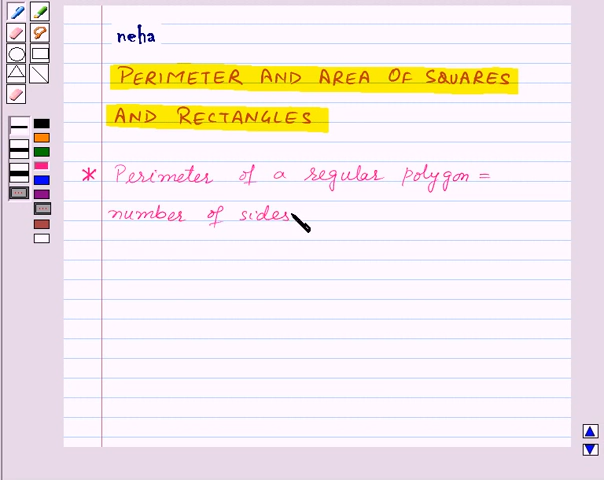 neha
PERIMETER AND AREA OF SQUARES
AND RECTANGLES
* Perimeter of a regular polygon =
number of sides